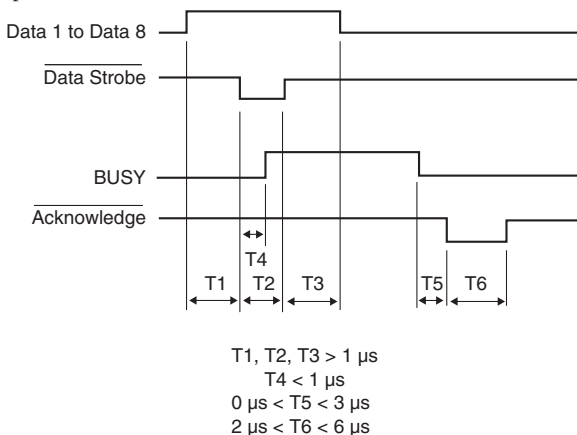 Data 1 to Data 8
Data Strobe
BUSY
Acknowledge
T4
T1 T2 T3 T5 T6
T1, T2, T3 > 1 µs
T4 < 1 µs
0 µs < T5 < 3 µs
2 µs < T6 < 6 µs